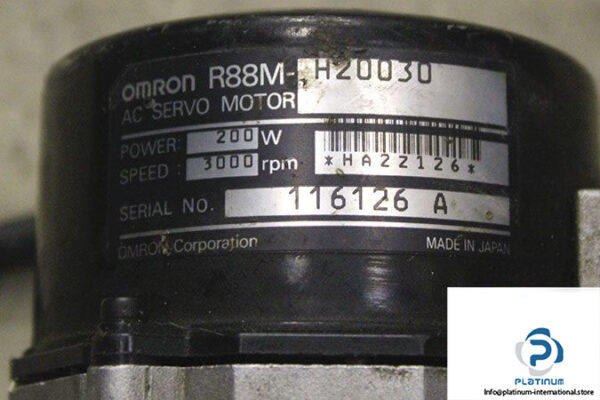 OMRON R88M-H20030
AC SERVO MOTOR
POWER: 200 W
SPEED: 3000 rpm
*HA2Z126*
SERIAL No. 116126 A
OMRON Corporation
MADE IN JAPAN
PLATINUM
Info@platinum-international.store